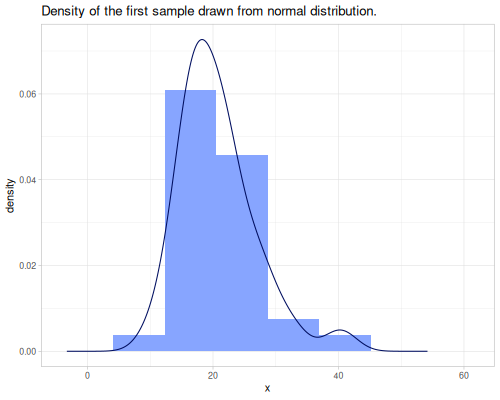 Density of the first sample drawn from normal distribution.
0.06
0.04
0.02
0.00
density
0
20
40
60
x